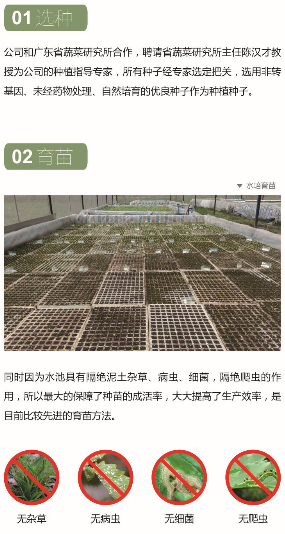 01 选种
公司和广东省蔬菜研究所合作，聘请省蔬菜研究所主任陈汉才教
授为公司的种植指导专家，所有种子经专家选定把关，选用非转
基因、未经药物处理、自然培育的优良种子作为种植种子。
02 育苗
▼ 水培育苗
同时因为水池具有隔绝泥土杂草、病虫、细菌，隔绝爬虫的作
用，所以最大的保障了种苗的成活率，大大提高了生产效率，是
目前比较先进的育苗方法。
无杂草
无病虫
无细菌
无爬虫